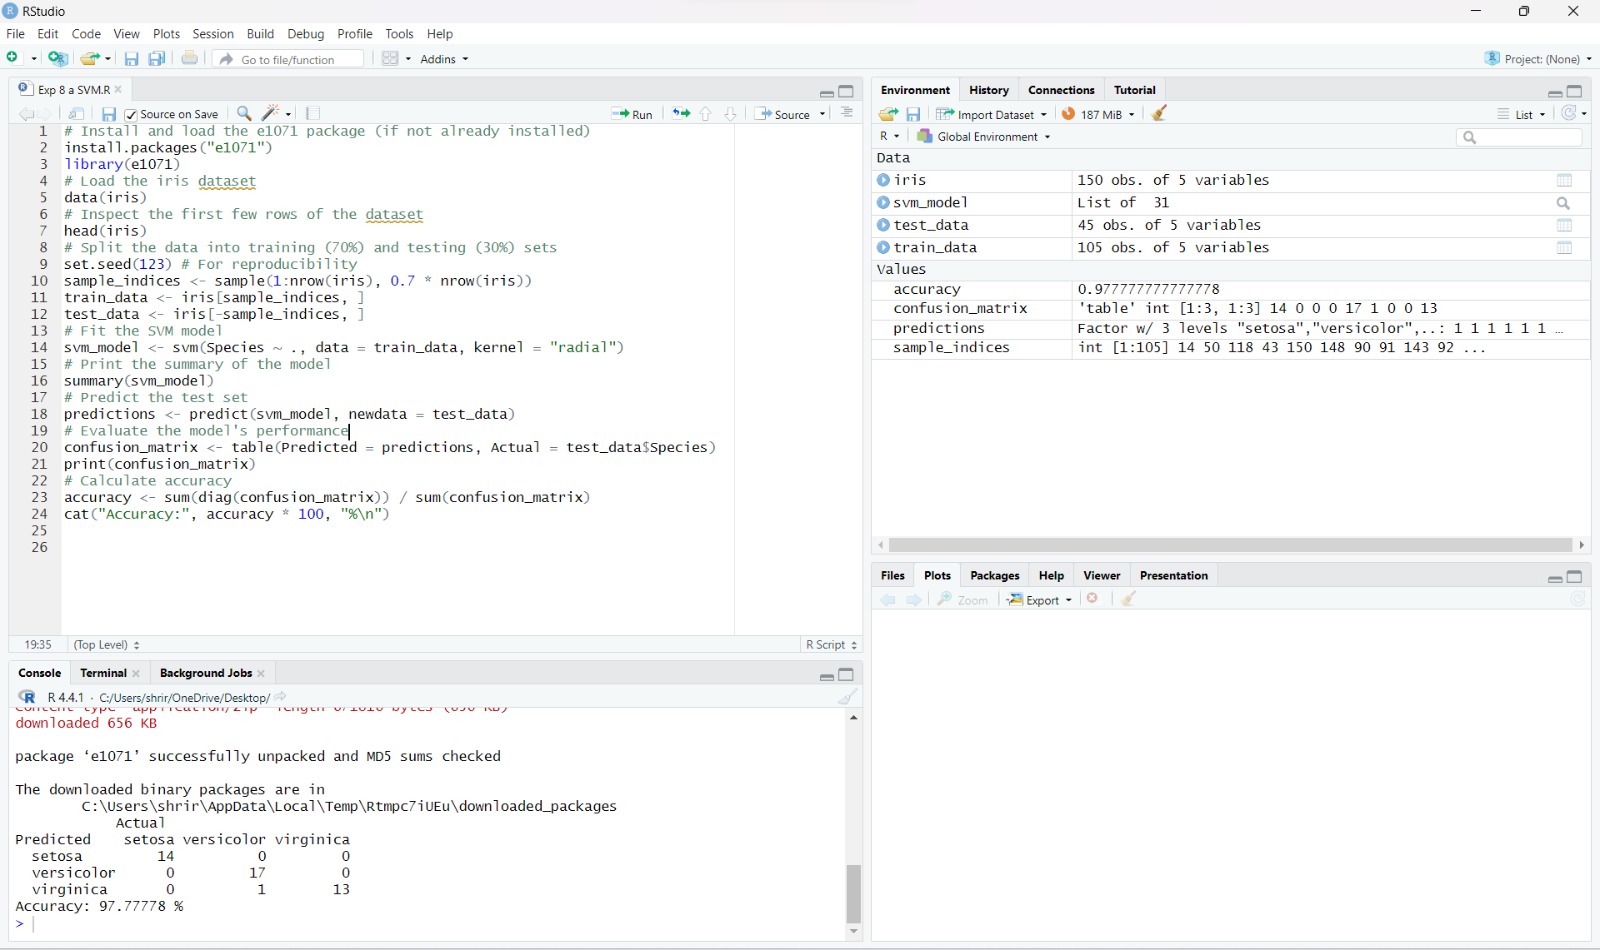 RStudio
File Edit Code View Plots Session Build Debug Profile Tools Help
Go to file/function Addins Project: (None)
Exp 8 a SVM.R
Source on Save Run Source
1 # Install and load the e1071 package (if not already installed)
2 install.packages("e1071")
3 library(e1071)
4 # Load the iris dataset
5 data(iris)
6 # Inspect the first few rows of the dataset
7 head(iris)
8 # Split the data into training (70%) and testing (30%) sets
9 set.seed(123) # For reproducibility
10 sample_indices <- sample(1:nrow(iris), 0.7 * nrow(iris))
11 train_data <- iris[sample_indices, ]
12 test_data <- iris[-sample_indices, ]
13 # Fit the SVM model
14 svm_model <- svm(Species ~ ., data = train_data, kernel = "radial")
15 # Print the summary of the model
16 summary(svm_model)
17 # Predict the test set
18 predictions <- predict(svm_model, newdata = test_data)
19 # Evaluate the model's performance
20 confusion_matrix <- table(Predicted = predictions, Actual = test_data$Species)
21 print(confusion_matrix)
22 # Calculate accuracy
23 accuracy <- sum(diag(confusion_matrix)) / sum(confusion_matrix)
24 cat("Accuracy:", accuracy * 100, "%\n")
25
26
19:35 (Top Level) R Script
Console Terminal Background Jobs
R 4.4.1 · C:/Users/shrir/OneDrive/Desktop/
downloaded 656 KB
package ‘e1071’ successfully unpacked and MD5 sums checked
The downloaded binary packages are in
C:\Users\shrir\AppData\Local\Temp\Rtmpc7iUEu\downloaded_packages
Actual
Predicted setosa versicolor virginica
setosa 14 0 0
versicolor 0 17 0
virginica 0 1 13
Accuracy: 97.77778 %
>
Environment History Connections Tutorial
Import Dataset 187 MiB List
R Global Environment
Data
iris 150 obs. of 5 variables
svm_model List of 31
test_data 45 obs. of 5 variables
train_data 105 obs. of 5 variables
Values
accuracy 0.977777777777778
confusion_matrix 'table' int [1:3, 1:3] 14 0 0 0 17 1 0 0 13
predictions Factor w/ 3 levels "setosa","versicolor",..: 1 1 1 1 1 1 …
sample_indices int [1:105] 14 50 118 43 150 148 90 91 143 92 ...
Files Plots Packages Help Viewer Presentation
Zoom Export